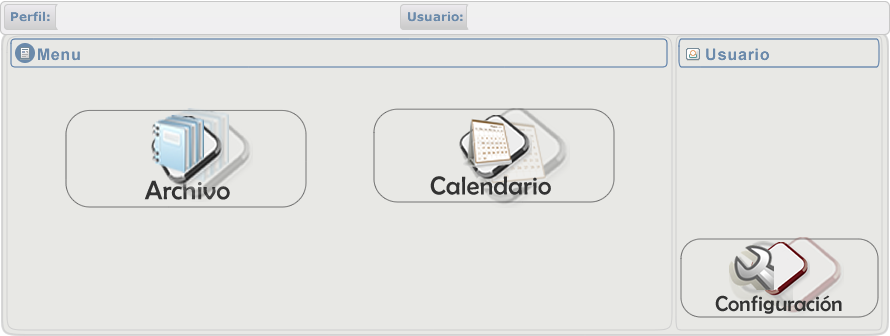 Perfil:
Usuario:
Menu
Usuario
Archivo
Calendario
Configuración